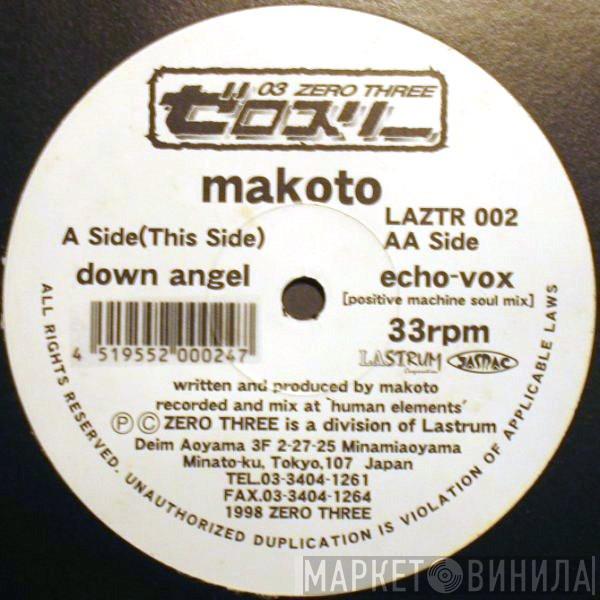 03 ZERO THREE
ゼロスリー
makoto
LAZTR 002
A Side(This Side)
AA Side
down angel
echo-vox
[positive machine soul mix]
33rpm
4 519552 000247
LASTRUM
Corporation
JASRAC
written and produced by makoto
recorded and mix at 'human elements'
Ⓟ Ⓒ ZERO THREE is a division of Lastrum
Deim Aoyama 3F 2-27-25 Minamiaoyama
Minato-ku, Tokyo,107 Japan
TEL.03-3404-1261
FAX.03-3404-1264
1998 ZERO THREE
ALL RIGHTS RESERVED. UNAUTHORIZED DUPLICATION IS VIOLATION OF APPLICABLE LAWS
МАРКЕТ ВИНИЛА